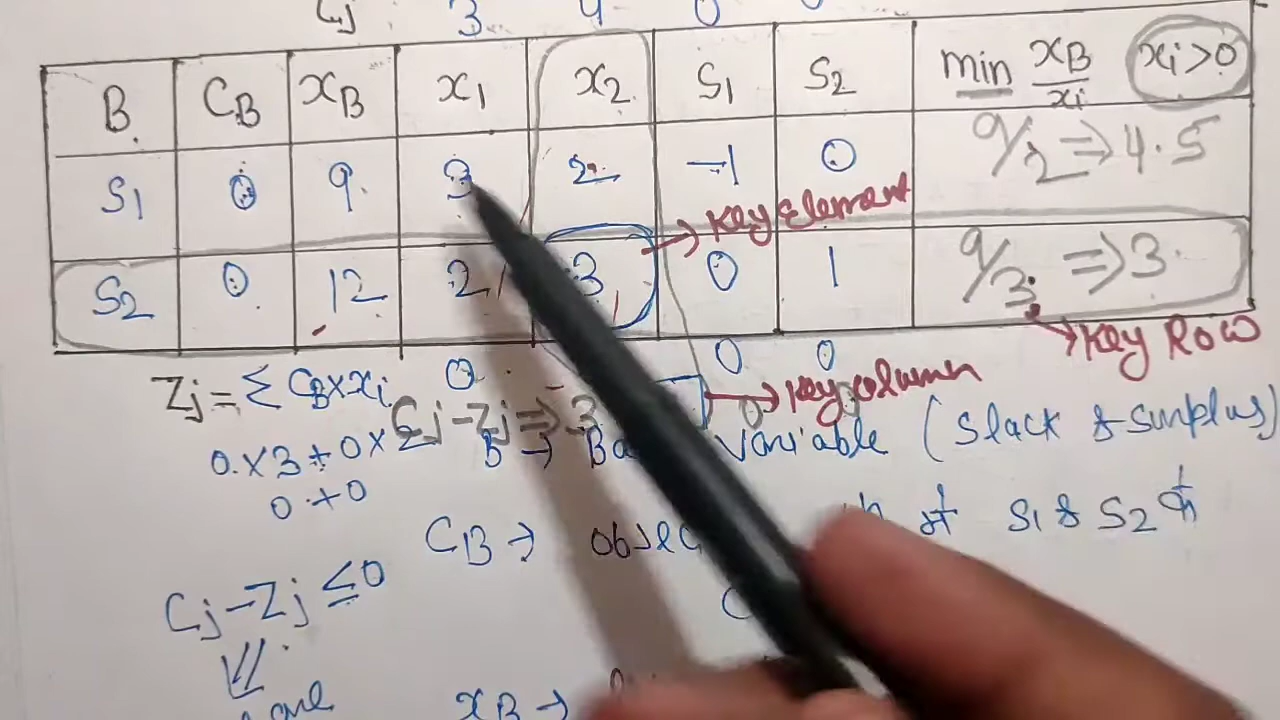 Cj 3 4 0
B CB XB x1 x2 S1 S2 min XB/xi xi>0
S1 0 9 3 2 -1 0 9/2 ⇒ 4.5
Key Element
S2 0 12 2 3 0 1 9/3 ⇒ 3
Key Row
Zj = Σ CB×xi 0 0 0
Key column
Cj-Zj ⇒ 3
0×3+0×2
0+0
B → Variable (Slack & Surplus)
CB → of S1 & S2
Cj-Zj ≤0
XB →